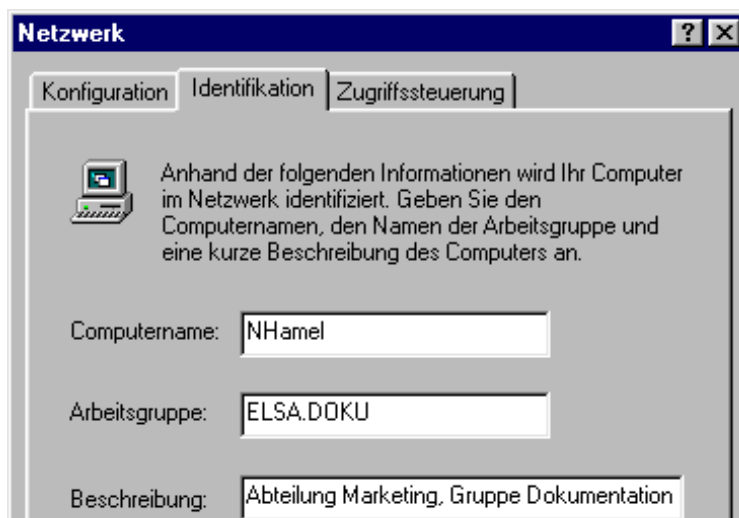 Netzwerk
Konfiguration Identifikation Zugriffssteuerung
Anhand der folgenden Informationen wird Ihr Computer
im Netzwerk identifiziert. Geben Sie den
Computernamen, den Namen der Arbeitsgruppe und
eine kurze Beschreibung des Computers an.
Computername: NHamel
Arbeitsgruppe: ELSA.DOKU
Beschreibung: Abteilung Marketing, Gruppe Dokumentation